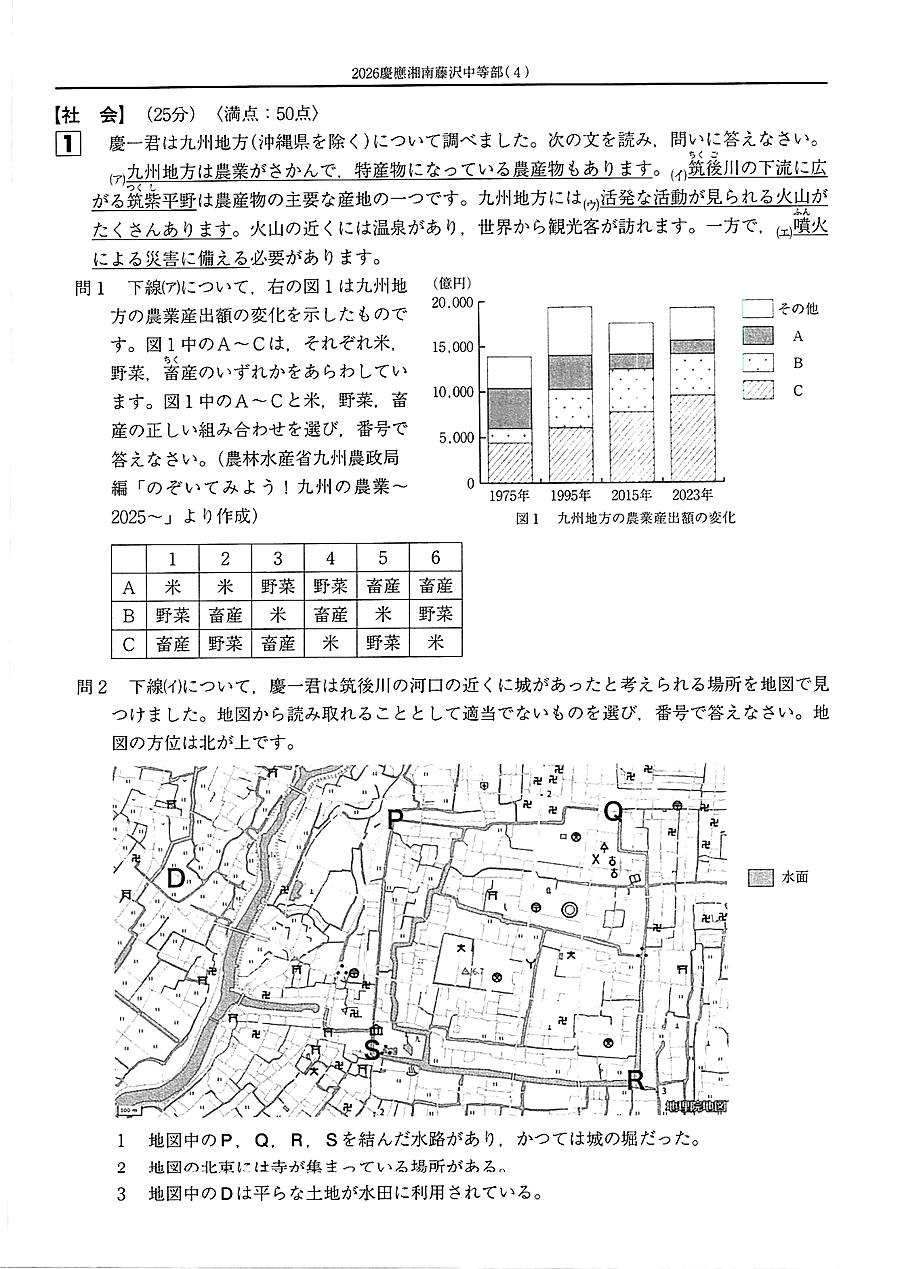 2026慶應湘南藤沢中等部(4)
【社 会】(25分)〈満点:50点〉
1 慶一君は九州地方(沖縄県を除く)について調べました。次の文を読み,問いに答えなさい。
(ア)九州地方は農業がさかんで,特産物になっている農産物もあります。(イ)筑後川の下流に広
ちくご
がる筑紫平野は農産物の主要な産地の一つです。九州地方には(ウ)活発な活動が見られる火山が
つくし
たくさんあります。火山の近くには温泉があり,世界から観光客が訪れます。一方で,(エ)噴火
ふん
による災害に備える必要があります。
問1 下線(ア)について,右の図1は九州地
方の農業産出額の変化を示したもので
す。図1中のA~Cは,それぞれ米,
野菜,畜産のいずれかをあらわしてい
ちく
ます。図1中のA~Cと米,野菜,畜
産の正しい組み合わせを選び,番号で
答えなさい。(農林水産省九州農政局
編「のぞいてみよう!九州の農業~
2025~」より作成)
(億円)
20,000
15,000
10,000
5,000
0
1975年 1995年 2015年 2023年
その他
A
B
C
図1 九州地方の農業産出額の変化
1 2 3 4 5 6
A 米 米 野菜 野菜 畜産 畜産
B 野菜 畜産 米 畜産 米 野菜
C 畜産 野菜 畜産 米 野菜 米
問2 下線(イ)について,慶一君は筑後川の河口の近くに城があったと考えられる場所を地図で見
つけました。地図から読み取れることとして適当でないものを選び,番号で答えなさい。地
図の方位は北が上です。
P
Q
D
水面
6.7
S
R
100m
地理院地図
1 地図中のP,Q,R,Sを結んだ水路があり,かつては城の堀だった。
2 地図の北東には寺が集まっている場所がある。
3 地図中のDは平らな土地が水田に利用されている。